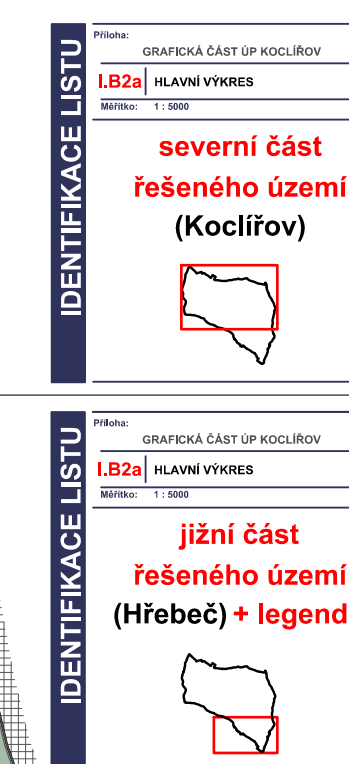 IDENTIFIKACE LISTU
Příloha:
GRAFICKÁ ČÁST ÚP KOCLÍŘOV
I.B2a HLAVNÍ VÝKRES
Měřítko: 1 : 5000
severní část
řešeného území
(Koclířov)
IDENTIFIKACE LISTU
Příloha:
GRAFICKÁ ČÁST ÚP KOCLÍŘOV
I.B2a HLAVNÍ VÝKRES
Měřítko: 1 : 5000
jižní část
řešeného území
(Hřebeč) + legend